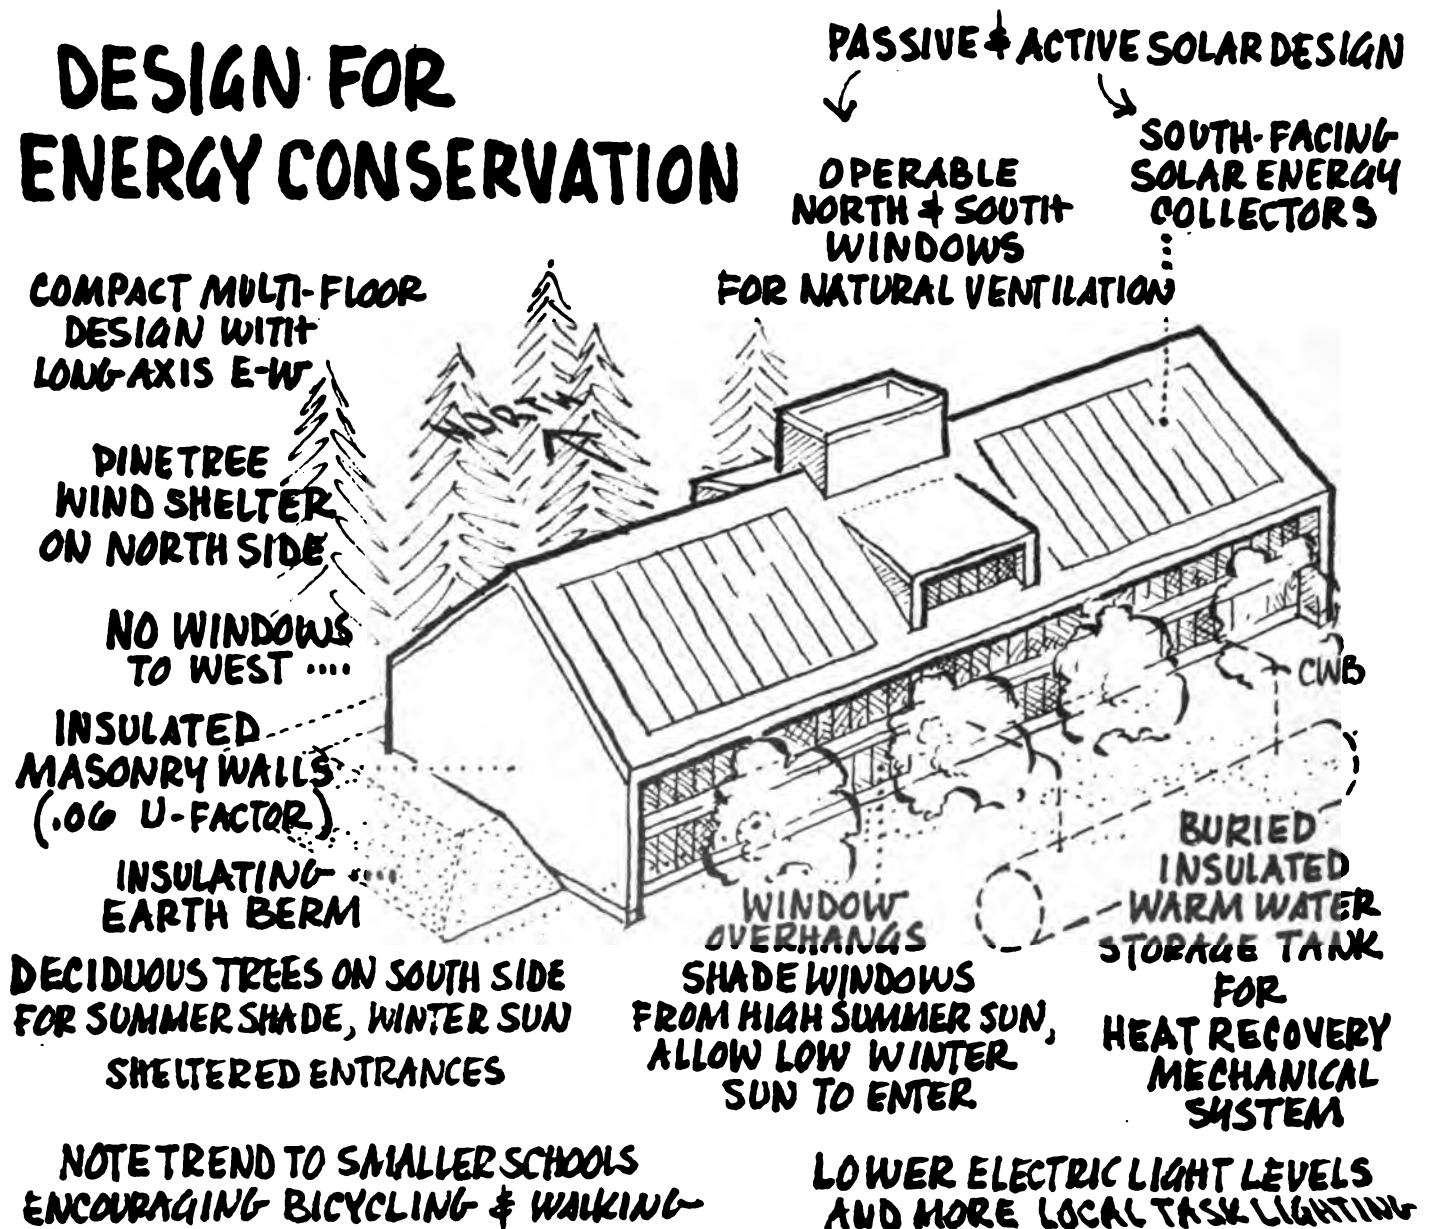 DESIGN FOR
ENERGY CONSERVATION
PASSIVE & ACTIVE SOLAR DESIGN
OPERABLE
NORTH & SOUTH
WINDOWS
FOR NATURAL VENTILATION
SOUTH-FACING
SOLAR ENERGY
COLLECTORS
COMPACT MULTI-FLOOR
DESIGN WITH
LONG AXIS E-W
NORTH
PINE TREE
WIND SHELTER
ON NORTH SIDE
NO WINDOWS
TO WEST ....
INSULATED
MASONRY WALLS
(.06 U-FACTOR)
INSULATING
EARTH BERM
CWB
DECIDUOUS TREES ON SOUTH SIDE
FOR SUMMER SHADE, WINTER SUN
SHELTERED ENTRANCES
WINDOW
OVERHANGS
SHADE WINDOWS
FROM HIGH SUMMER SUN,
ALLOW LOW WINTER
SUN TO ENTER
BURIED
INSULATED
WARM WATER
STORAGE TANK
FOR
HEAT RECOVERY
MECHANICAL
SYSTEM
NOTE TREND TO SMALLER SCHOOLS
ENCOURAGING BICYCLING & WALKING
LOWER ELECTRIC LIGHT LEVELS
AND MORE LOCAL TASK LIGHTING